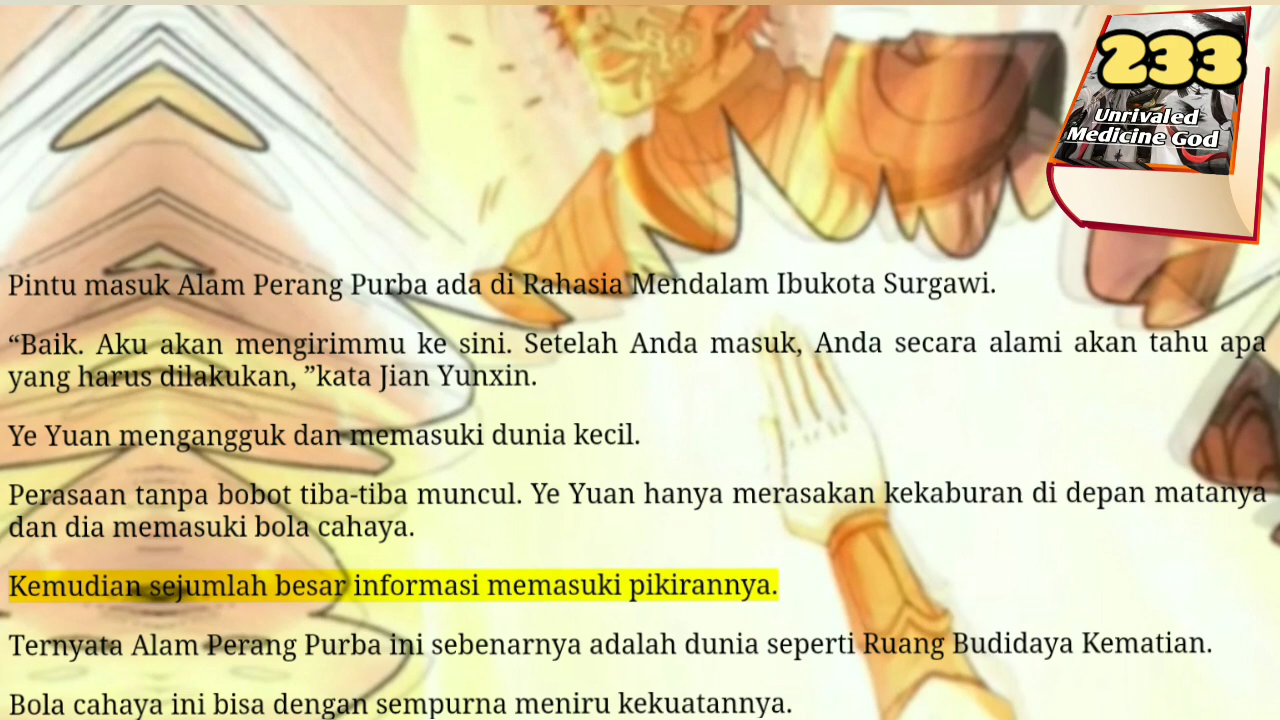 233
Unrivaled
Medicine God
Pintu masuk Alam Perang Purba ada di Rahasia Mendalam Ibukota Surgawi.
“Baik. Aku akan mengirimmu ke sini. Setelah Anda masuk, Anda secara alami akan tahu apa
yang harus dilakukan, ”kata Jian Yunxin.
Ye Yuan mengangguk dan memasuki dunia kecil.
Perasaan tanpa bobot tiba-tiba muncul. Ye Yuan hanya merasakan kekaburan di depan matanya
dan dia memasuki bola cahaya.
Kemudian sejumlah besar informasi memasuki pikirannya.
Ternyata Alam Perang Purba ini sebenarnya adalah dunia seperti Ruang Budidaya Kematian.
Bola cahaya ini bisa dengan sempurna meniru kekuatannya.